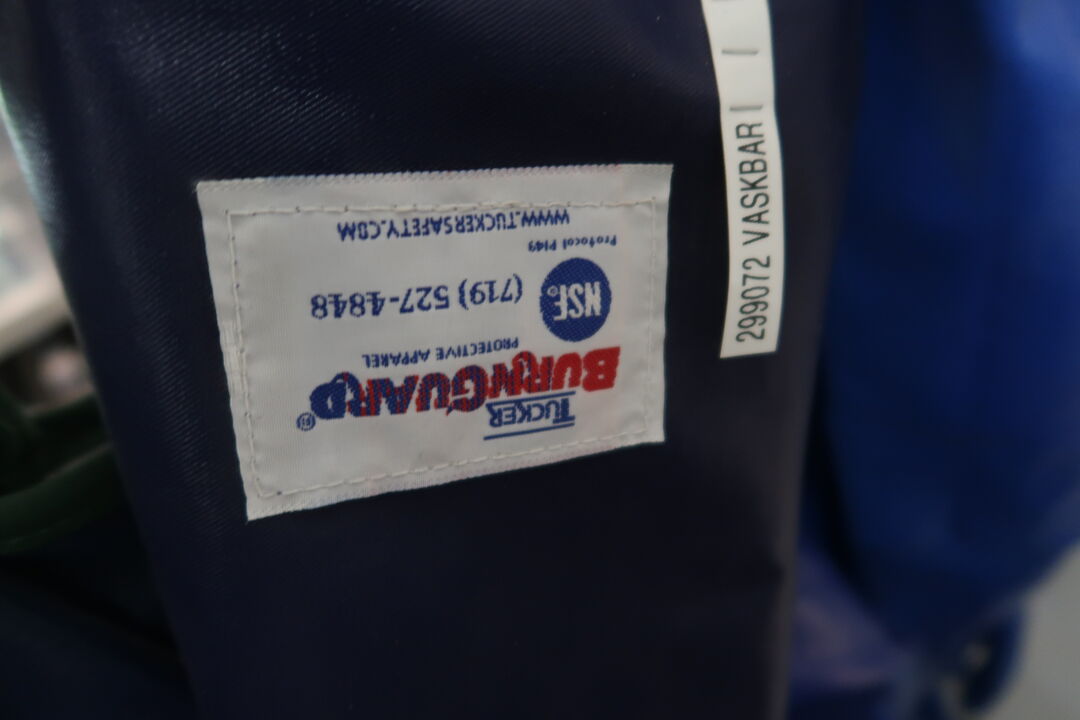 TUCKER
BURNGUARD®
PROTECTIVE APPAREL
NSF®
(719) 527-4848
Protocol P149
WWW.TUCKERSAFETY.COM
299072 VASKBAR